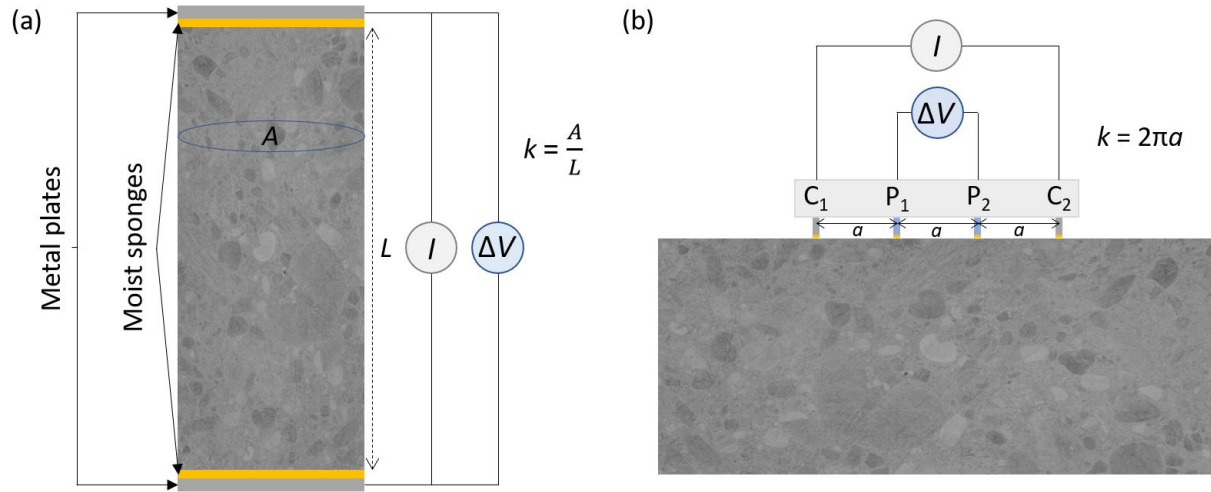 (a)
Metal plates
Moist sponges
A
L
I
ΔV
k = A/L
(b)
I
ΔV
k = 2πa
C₁ P₁ P₂ C₂
a a a